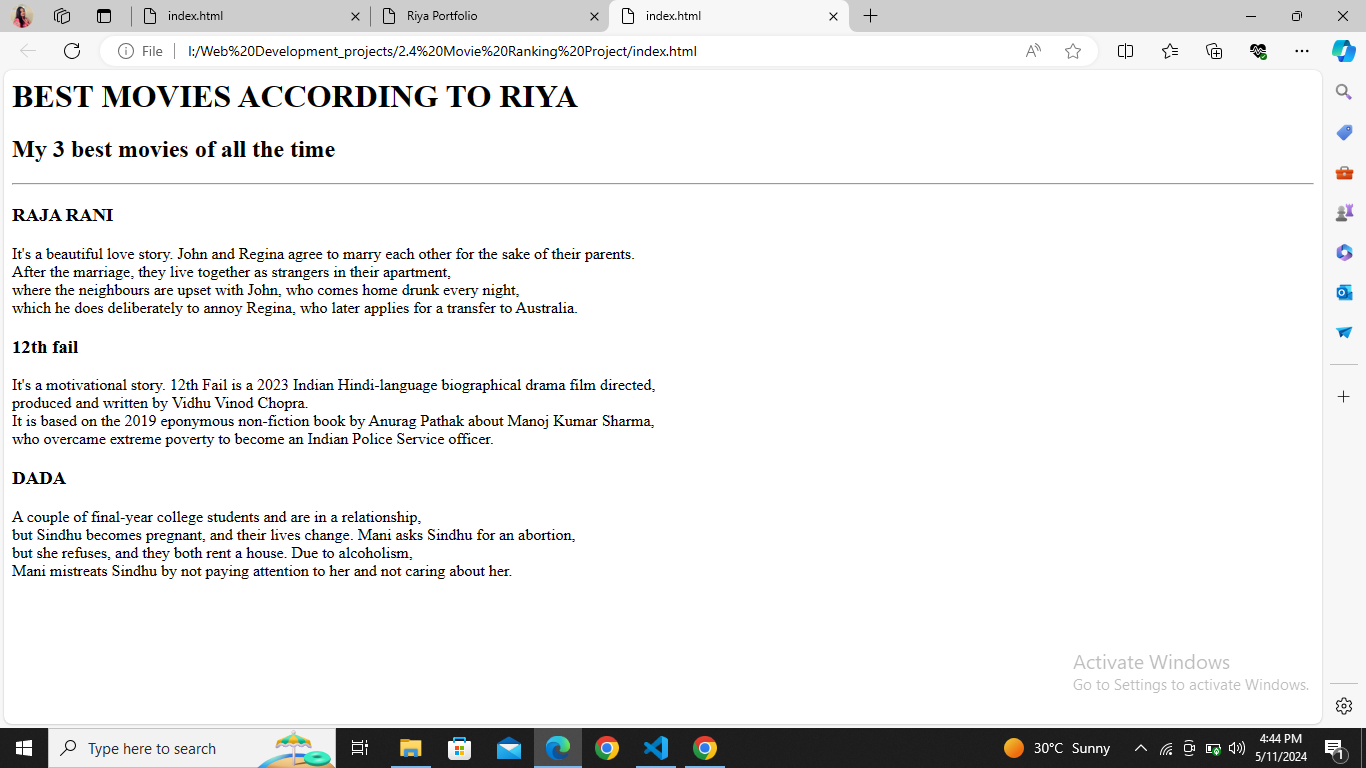 index.html
Riya Portfolio
index.html
File
I:/Web%20Development_projects/2.4%20Movie%20Ranking%20Project/index.html
BEST MOVIES ACCORDING TO RIYA
My 3 best movies of all the time
RAJA RANI
It's a beautiful love story. John and Regina agree to marry each other for the sake of their parents.
After the marriage, they live together as strangers in their apartment,
where the neighbours are upset with John, who comes home drunk every night,
which he does deliberately to annoy Regina, who later applies for a transfer to Australia.
12th fail
It's a motivational story. 12th Fail is a 2023 Indian Hindi-language biographical drama film directed,
produced and written by Vidhu Vinod Chopra.
It is based on the 2019 eponymous non-fiction book by Anurag Pathak about Manoj Kumar Sharma,
who overcame extreme poverty to become an Indian Police Service officer.
DADA
A couple of final-year college students and are in a relationship,
but Sindhu becomes pregnant, and their lives change. Mani asks Sindhu for an abortion,
but she refuses, and they both rent a house. Due to alcoholism,
Mani mistreats Sindhu by not paying attention to her and not caring about her.
Activate Windows
Go to Settings to activate Windows.
Type here to search
30°C Sunny
4:44 PM
5/11/2024
1